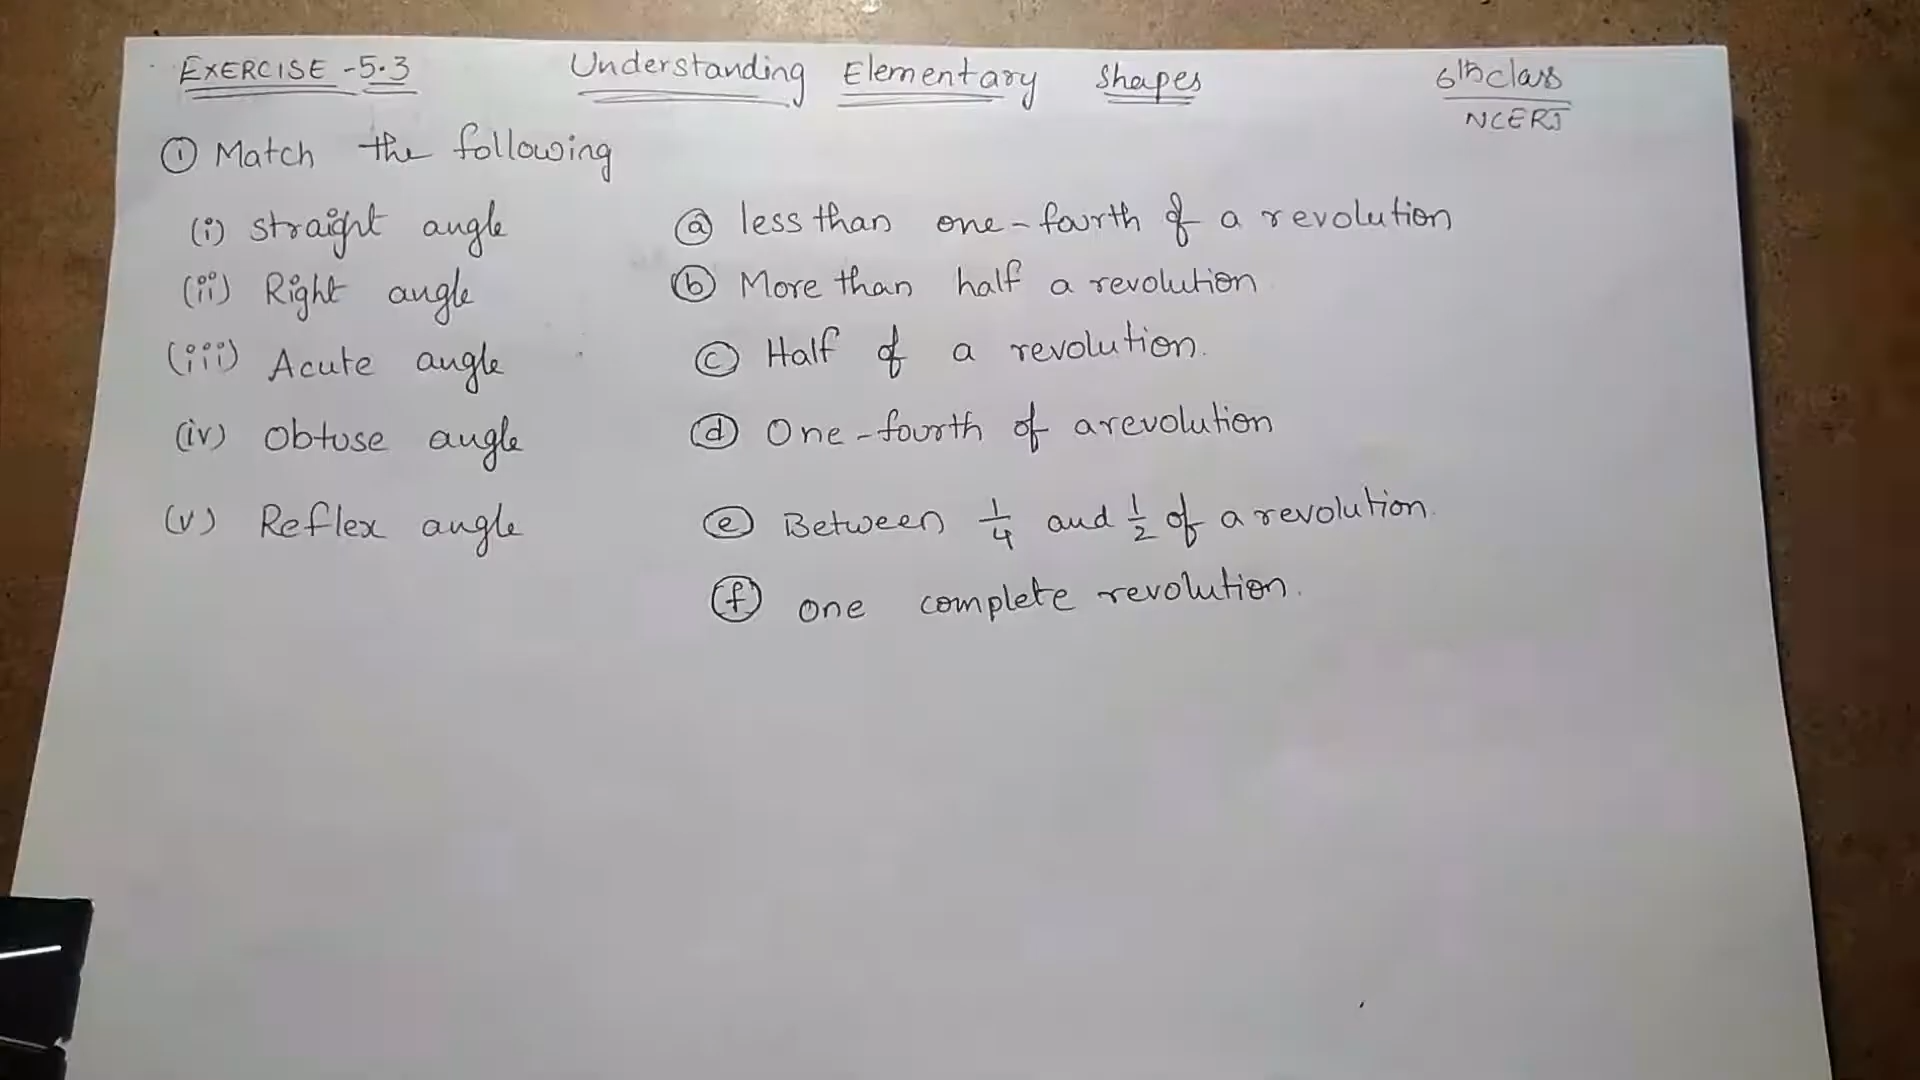 EXERCISE -5.3 Understanding Elementary Shapes 6th class
NCERT
① Match the following
(i) straight angle ⓐ less than one-fourth of a revolution
(ii) Right angle ⓑ More than half a revolution
(iii) Acute angle ⓒ Half of a revolution.
(iv) Obtuse angle ⓓ One-fourth of a revolution
(v) Reflex angle ⓔ Between 1/4 and 1/2 of a revolution.
ⓕ one complete revolution.